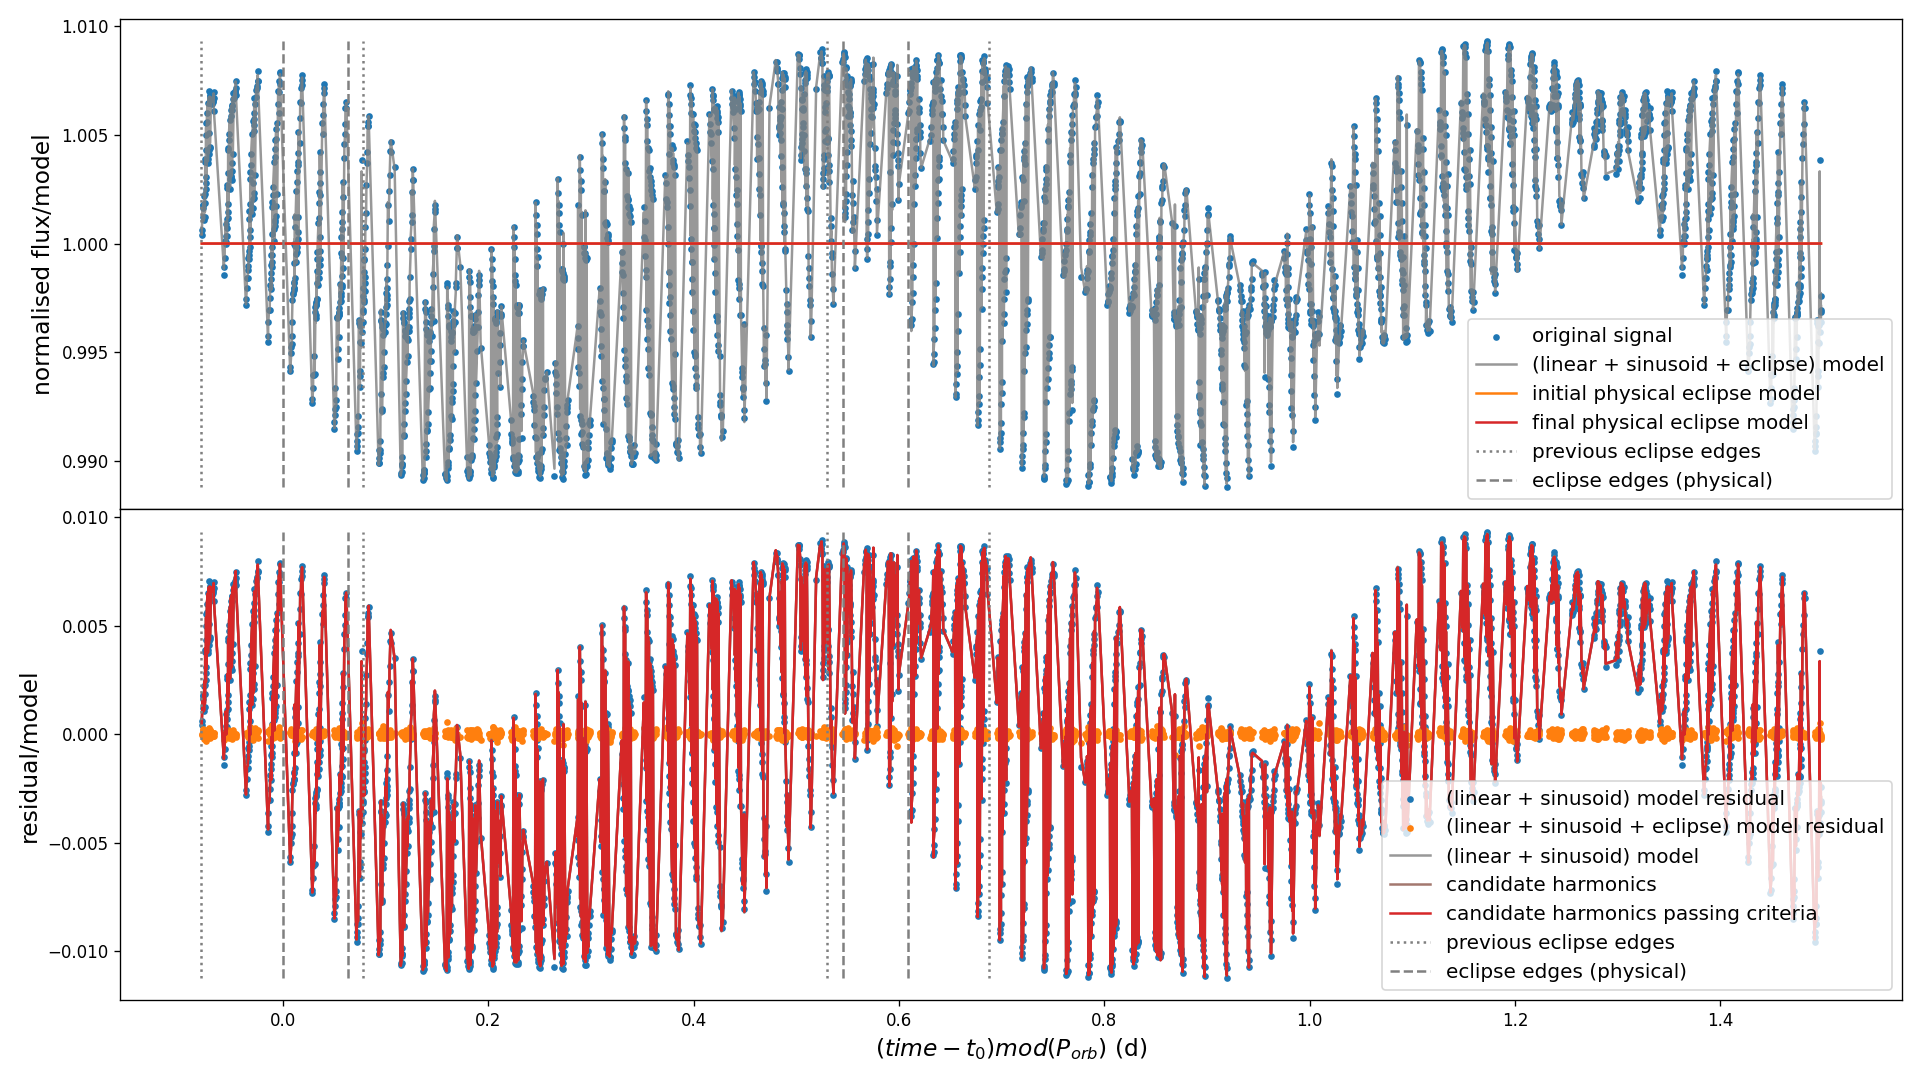 1.010
1.005
1.000
0.995
0.990
normalised flux/model
original signal
(linear + sinusoid + eclipse) model
initial physical eclipse model
final physical eclipse model
previous eclipse edges
eclipse edges (physical)
0.010
0.005
0.000
−0.005
−0.010
residual/model
(linear + sinusoid) model residual
(linear + sinusoid + eclipse) model residual
(linear + sinusoid) model
candidate harmonics
candidate harmonics passing criteria
previous eclipse edges
eclipse edges (physical)
0.0 0.2 0.4 0.6 0.8 1.0 1.2 1.4
(time − t₀)mod(Pₒᵣb) (d)